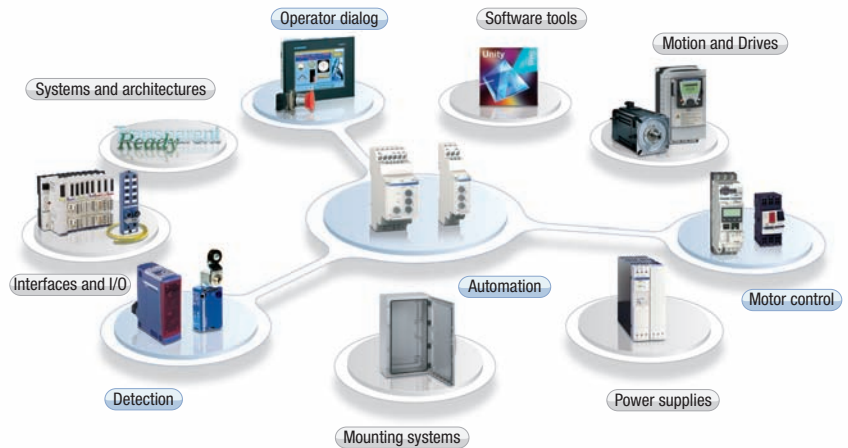 Operator dialog
Software tools
Motion and Drives
Systems and architectures
Transparent
Ready
Unity
Interfaces and I/O
Automation
Motor control
Detection
Power supplies
Mounting systems